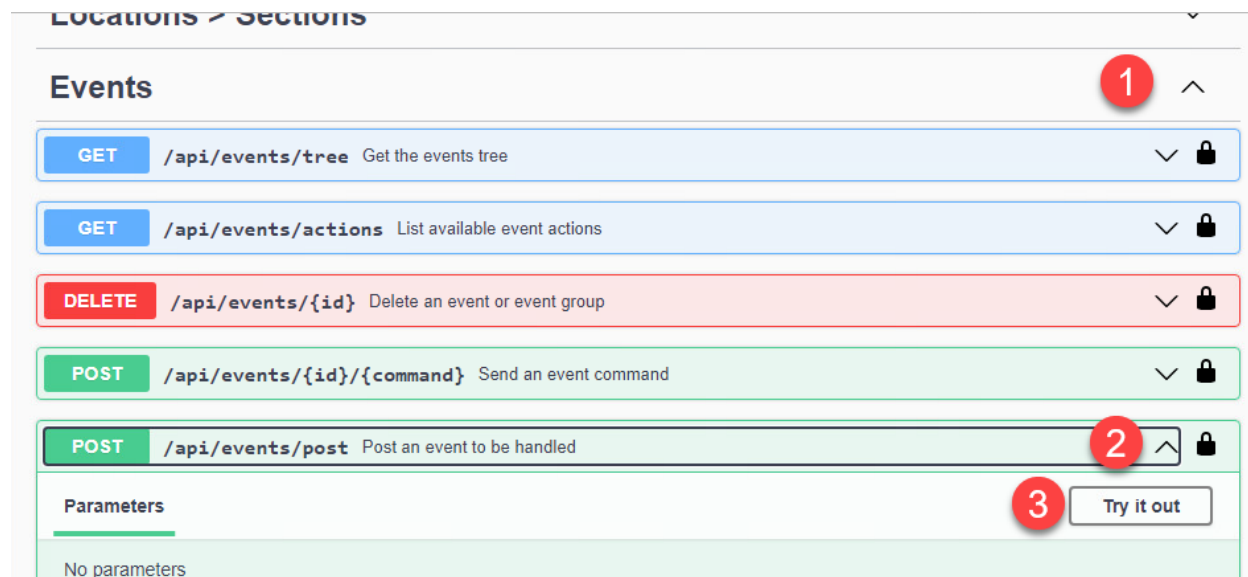 Locations > Sections
Events 1
GET /api/events/tree Get the events tree
GET /api/events/actions List available event actions
DELETE /api/events/{id} Delete an event or event group
POST /api/events/{id}/{command} Send an event command
POST /api/events/post Post an event to be handled 2
Parameters 3 Try it out
No parameters